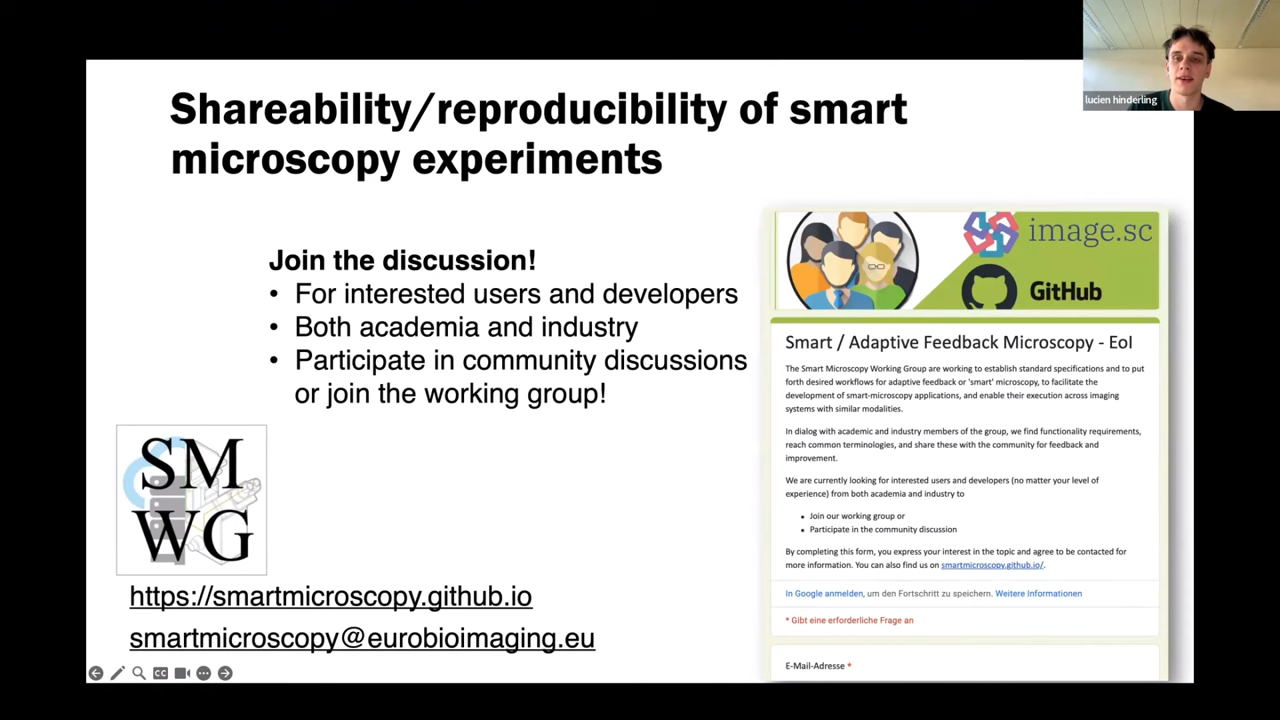 lucien hinderling
Shareability/reproducibility of smart
microscopy experiments
Join the discussion!
• For interested users and developers
• Both academia and industry
• Participate in community discussions
or join the working group!
SM
WG
https://smartmicroscopy.github.io
smartmicroscopy@eurobioimaging.eu
image.sc
GitHub
Smart / Adaptive Feedback Microscopy - EoI
The Smart Microscopy Working Group are working to establish standard specifications and to put
forth desired workflows for adaptive feedback or 'smart' microscopy, to facilitate the
development of smart-microscopy applications, and enable their execution across imaging
systems with similar modalities.
In dialog with academic and industry members of the group, we find functionality requirements,
reach common terminologies, and share these with the community for feedback and
improvement.
We are currently looking for interested users and developers (no matter your level of
experience) from both academia and industry to
• Join our working group or
• Participate in the community discussion
By completing this form, you express your interest in the topic and agree to be contacted for
more information. You can also find us on smartmicroscopy.github.io/.
In Google anmelden, um den Fortschritt zu speichern. Weitere Informationen
* Gibt eine erforderliche Frage an
E-Mail-Adresse *
CC